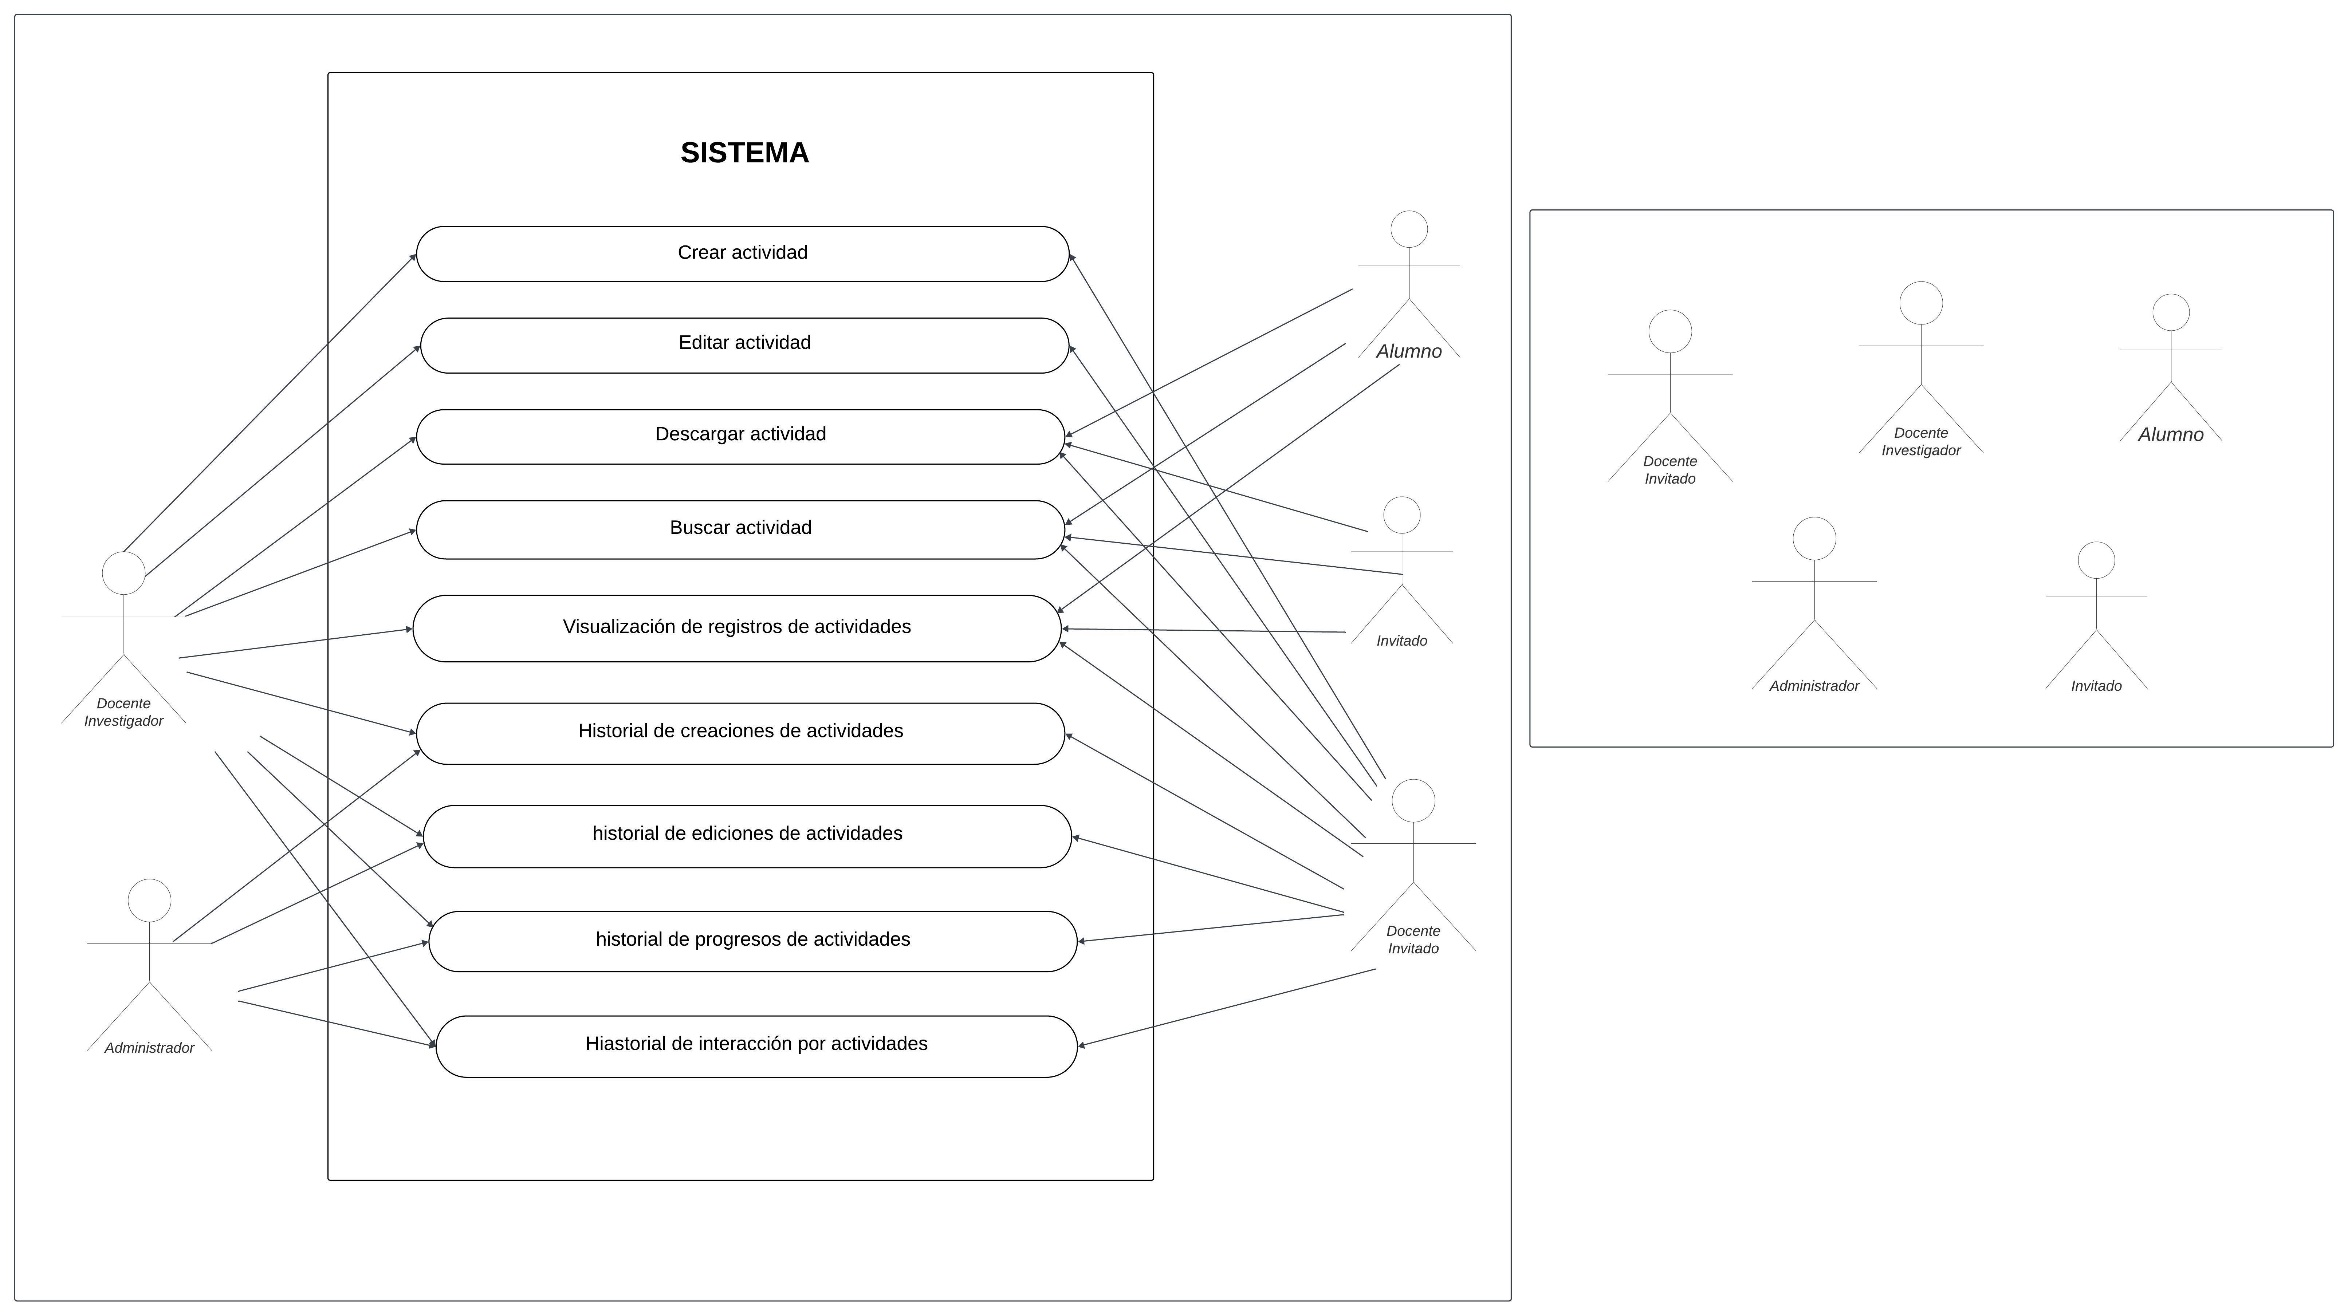 SISTEMA
Crear actividad
Editar actividad
Descargar actividad
Buscar actividad
Visualización de registros de actividades
Historial de creaciones de actividades
historial de ediciones de actividades
historial de progresos de actividades
Hiastorial de interacción por actividades
Docente
Investigador
Administrador
Alumno
Invitado
Docente
Invitado
Docente
Invitado
Docente
Investigador
Alumno
Administrador
Invitado